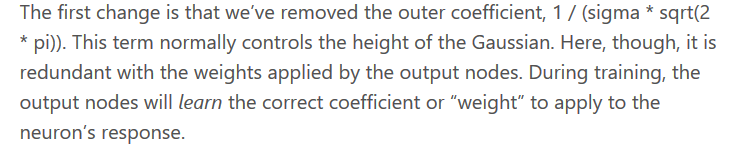 The first change is that we’ve removed the outer coefficient, 1 / (sigma * sqrt(2
* pi)). This term normally controls the height of the Gaussian. Here, though, it is
redundant with the weights applied by the output nodes. During training, the
output nodes will learn the correct coefficient or “weight” to apply to the
neuron’s response.